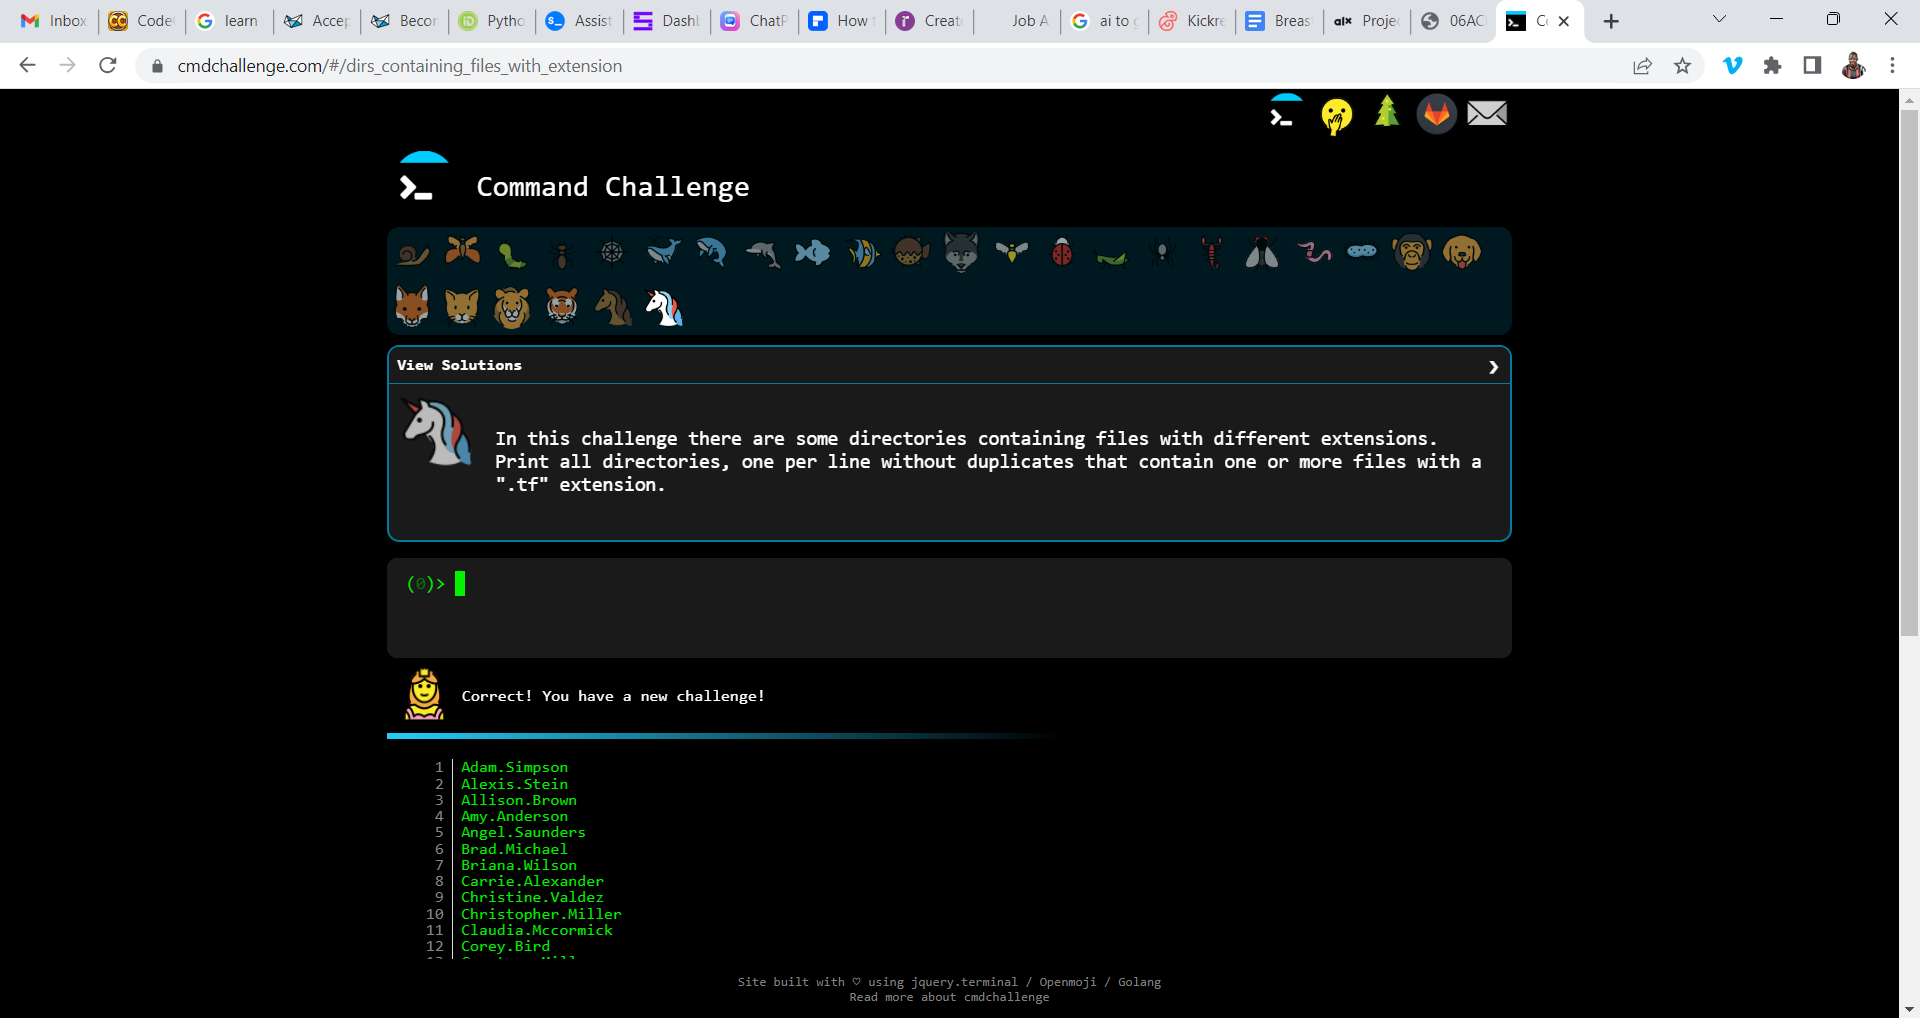 Inbox
Code
learn
Accep
Becor
Pytho
Assist
Dashl
ChatP
How
Creat
Job A
ai to
Kickre
Breas
Projec
06AC
cmdchallenge.com/#/dirs_containing_files_with_extension
Command Challenge
View Solutions
In this challenge there are some directories containing files with different extensions.
Print all directories, one per line without duplicates that contain one or more files with a
".tf" extension.
(0)>
Correct! You have a new challenge!
1 Adam.Simpson
2 Alexis.Stein
3 Allison.Brown
4 Amy.Anderson
5 Angel.Saunders
6 Brad.Michael
7 Briana.Wilson
8 Carrie.Alexander
9 Christine.Valdez
10 Christopher.Miller
11 Claudia.Mccormick
12 Corey.Bird
Site built with ♡ using jquery.terminal / Openmoji / Golang
Read more about cmdchallenge